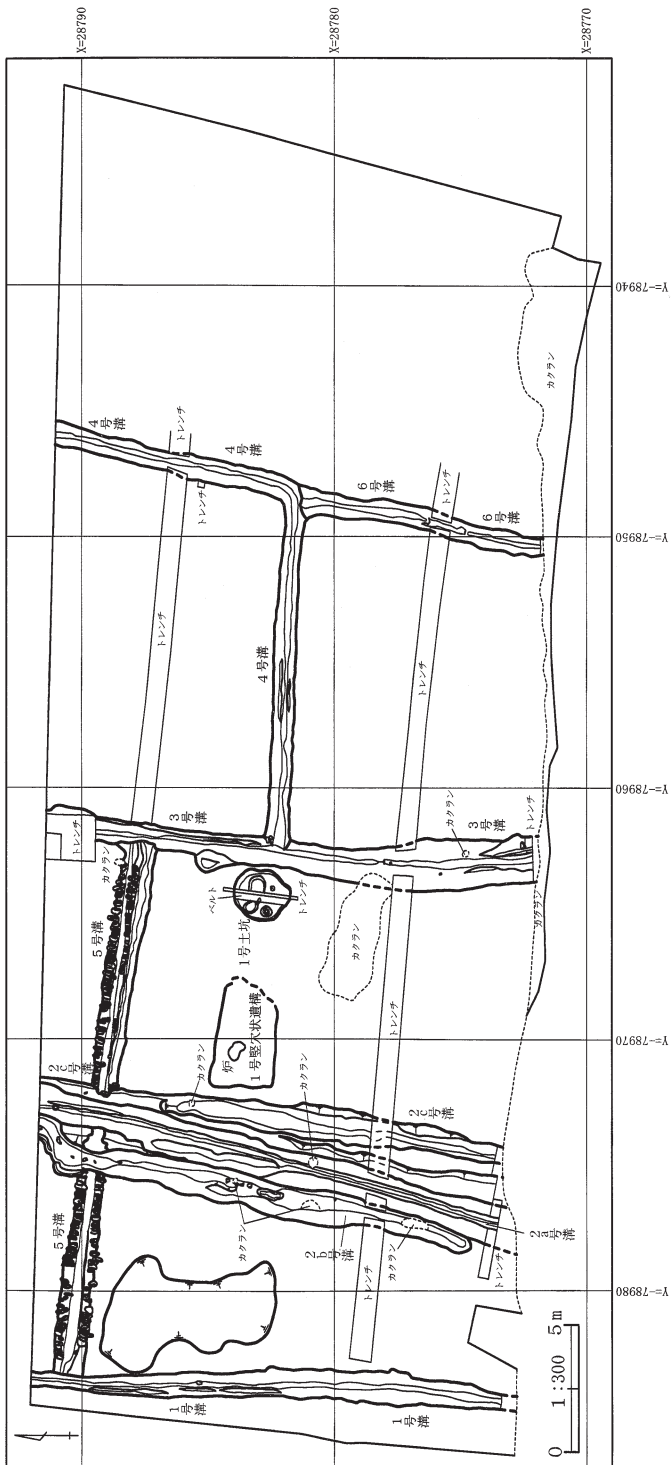 X=28790
X=28780
X=28770
Y=-78940
Y=-78950
Y=-78960
Y=-78970
Y=-78980
4号溝
トレンチ
4号溝
トレンチ
6号溝
トレンチ
6号溝
カクラン
トレンチ
4号溝
トレンチ
トレンチ
カクラン
3号溝
カクラン
3号溝
トレンチ
カクラン
5号溝
ベルト
トレンチ
1号土坑
カクラン
トレンチ
炉
1号竪穴状遺構
2c号溝
カクラン
カクラン
2c号溝
5号溝
カクラン
2b号溝
カクラン
トレンチ
トレンチ
2a号溝
1号溝
1号溝
0 1:300 5m